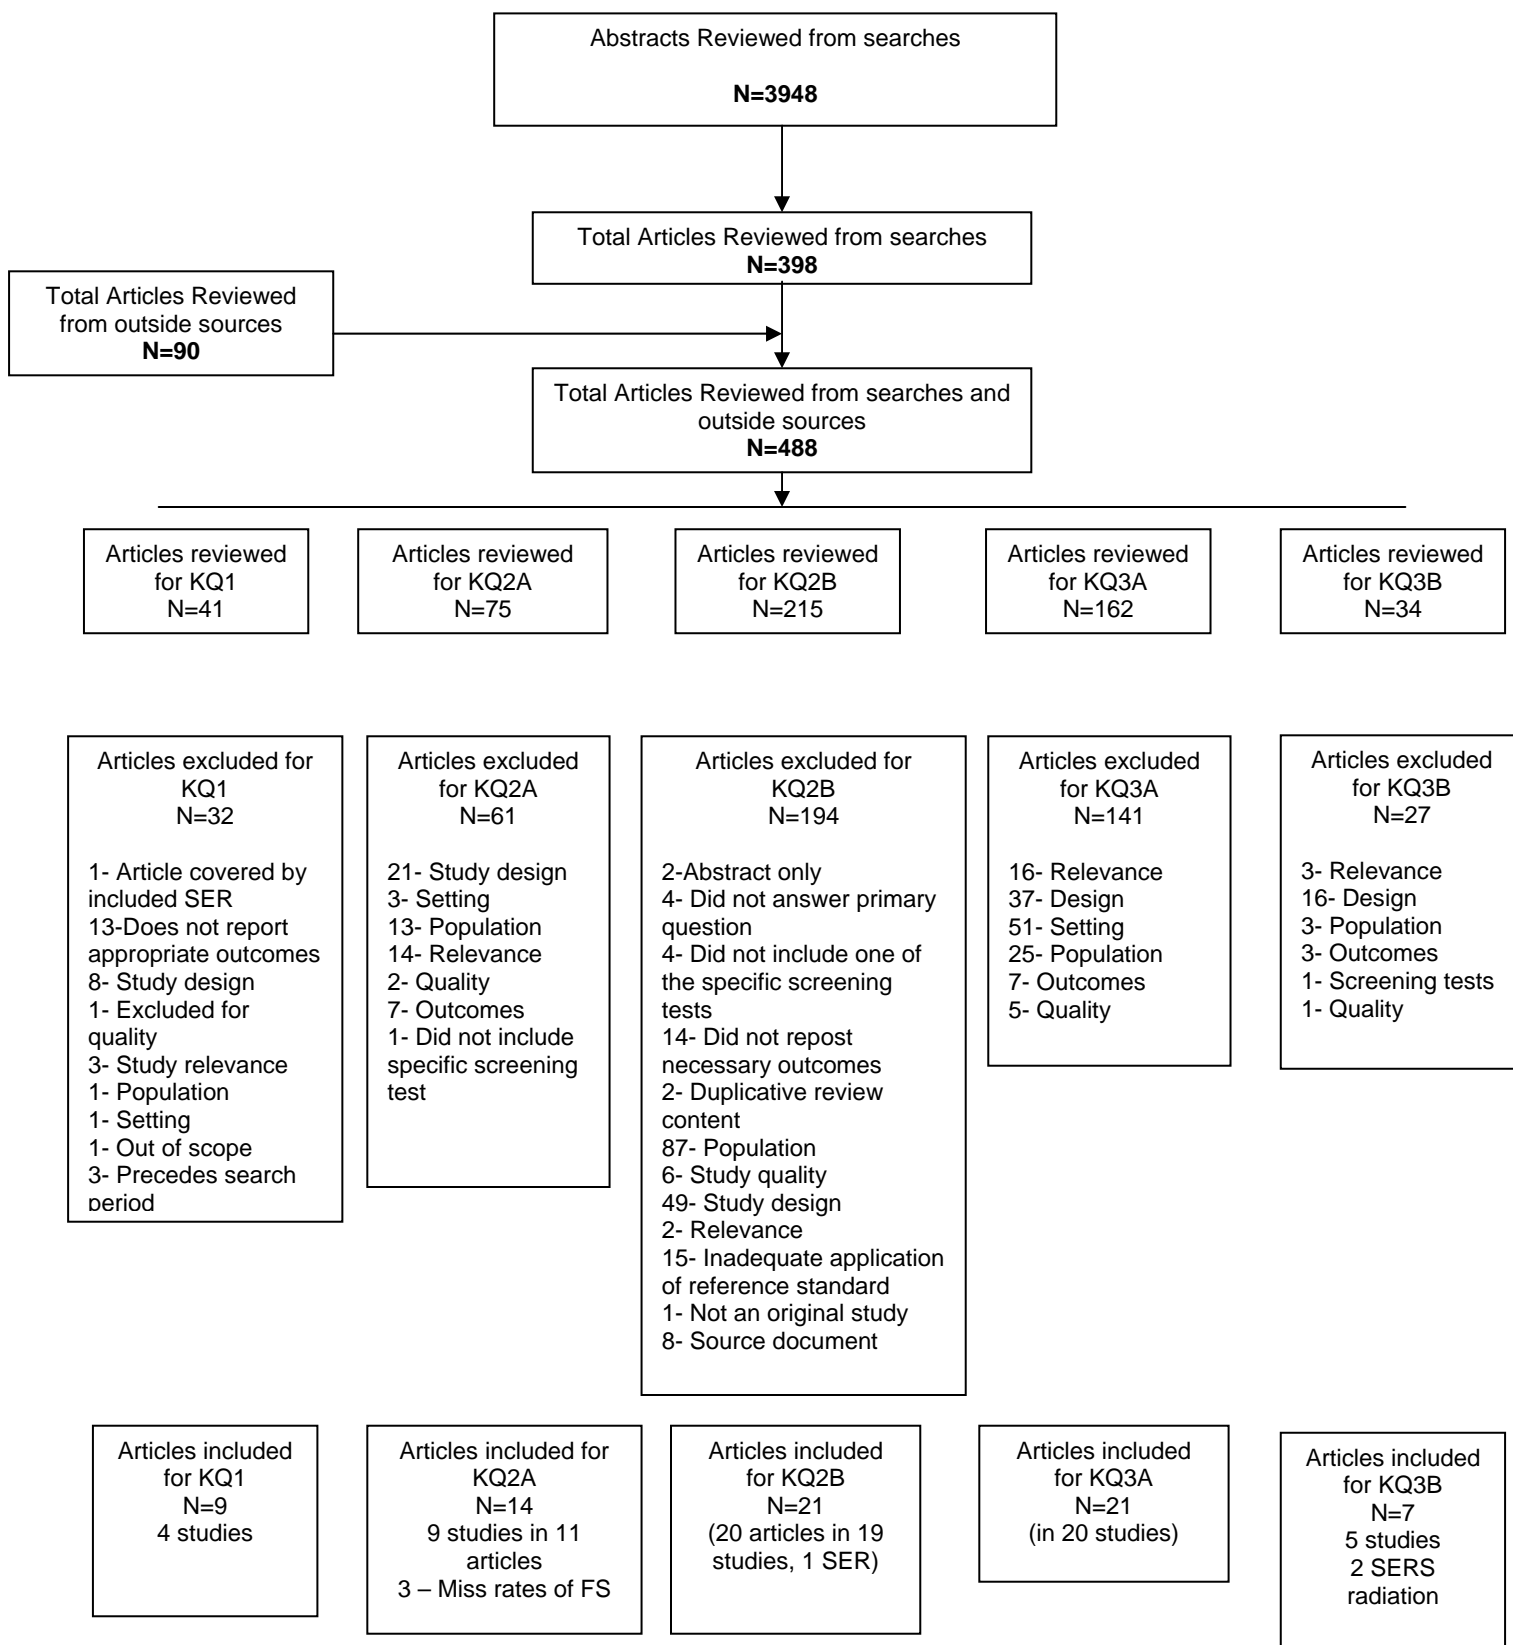 Abstracts Reviewed from searches
N=3948
Total Articles Reviewed from searches
N=398
Total Articles Reviewed
from outside sources
N=90
Total Articles Reviewed from searches and
outside sources
N=488
Articles reviewed
for KQ1
N=41
Articles reviewed
for KQ2A
N=75
Articles reviewed
for KQ2B
N=215
Articles reviewed
for KQ3A
N=162
Articles reviewed
for KQ3B
N=34
Articles excluded for
KQ1
N=32
1- Article covered by
included SER
13-Does not report
appropriate outcomes
8- Study design
1- Excluded for
quality
3- Study relevance
1- Population
1- Setting
1- Out of scope
3- Precedes search
period
Articles excluded
for KQ2A
N=61
21- Study design
3- Setting
13- Population
14- Relevance
2- Quality
7- Outcomes
1- Did not include
specific screening
test
Articles excluded for
KQ2B
N=194
2-Abstract only
4- Did not answer primary
question
4- Did not include one of
the specific screening
tests
14- Did not repost
necessary outcomes
2- Duplicative review
content
87- Population
6- Study quality
49- Study design
2- Relevance
15- Inadequate application
of reference standard
1- Not an original study
8- Source document
Articles excluded
for KQ3A
N=141
16- Relevance
37- Design
51- Setting
25- Population
7- Outcomes
5- Quality
Articles excluded
for KQ3B
N=27
3- Relevance
16- Design
3- Population
3- Outcomes
1- Screening tests
1- Quality
Articles included
for KQ1
N=9
4 studies
Articles included for
KQ2A
N=14
9 studies in 11
articles
3 – Miss rates of FS
Articles included
for KQ2B
N=21
(20 articles in 19
studies, 1 SER)
Articles included
for KQ3A
N=21
(in 20 studies)
Articles included
for KQ3B
N=7
5 studies
2 SERS
radiation